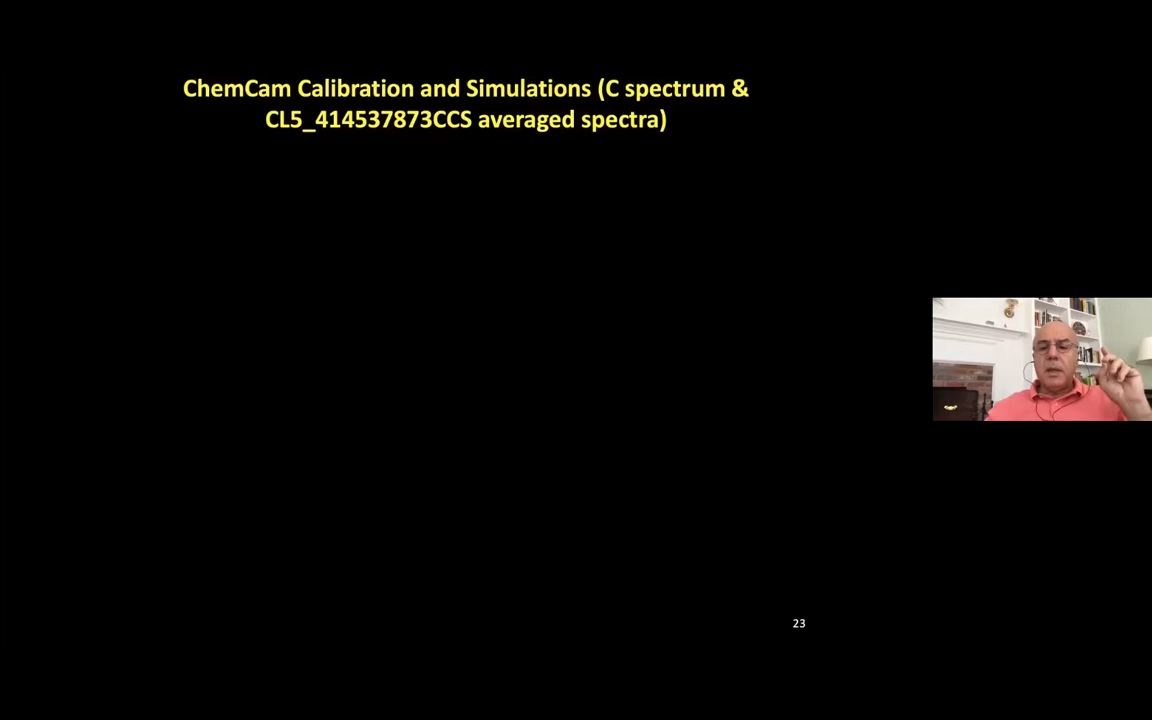 ChemCam Calibration and Simulations (C spectrum &
CL5_414537873CCS averaged spectra)
23